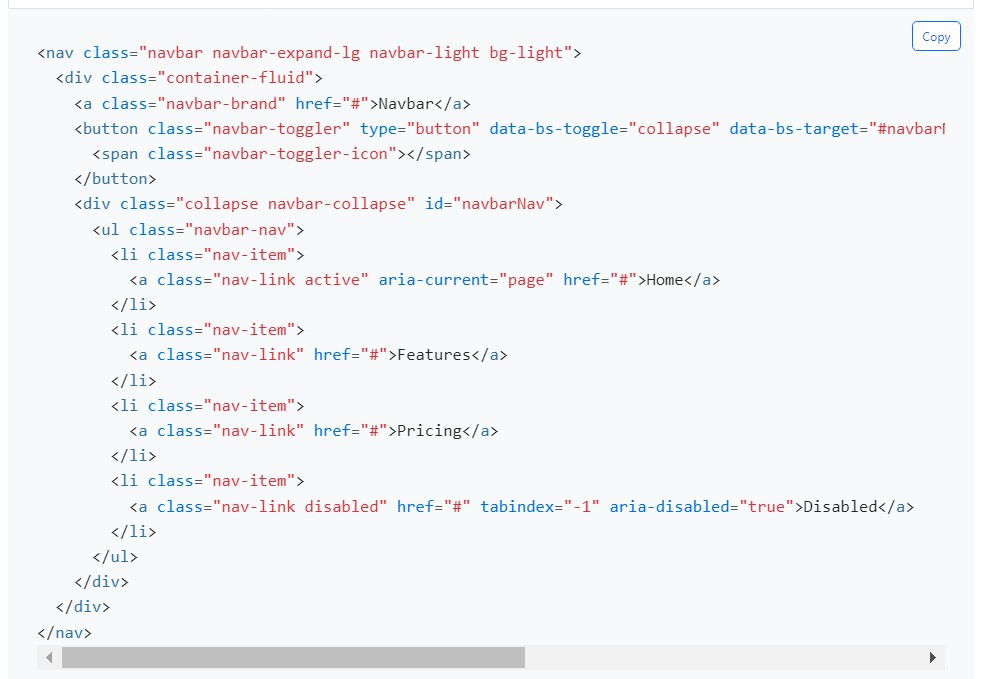 Copy
<nav class="navbar navbar-expand-lg navbar-light bg-light">
  <div class="container-fluid">
    <a class="navbar-brand" href="#">Navbar</a>
    <button class="navbar-toggler" type="button" data-bs-toggle="collapse" data-bs-target="#navbar
      <span class="navbar-toggler-icon"></span>
    </button>
    <div class="collapse navbar-collapse" id="navbarNav">
      <ul class="navbar-nav">
        <li class="nav-item">
          <a class="nav-link active" aria-current="page" href="#">Home</a>
        </li>
        <li class="nav-item">
          <a class="nav-link" href="#">Features</a>
        </li>
        <li class="nav-item">
          <a class="nav-link" href="#">Pricing</a>
        </li>
        <li class="nav-item">
          <a class="nav-link disabled" href="#" tabindex="-1" aria-disabled="true">Disabled</a>
        </li>
      </ul>
    </div>
  </div>
</nav>